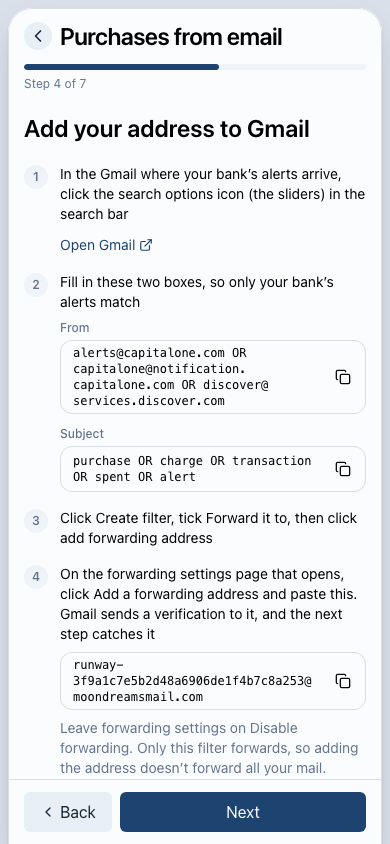 Purchases from email
Step 4 of 7
Add your address to Gmail
1
In the Gmail where your bank’s alerts arrive,
click the search options icon (the sliders) in the
search bar
Open Gmail
2
Fill in these two boxes, so only your bank’s
alerts match
From
alerts@capitalone.com OR
capitalone@notification.
capitalone.com OR discover@
services.discover.com
Subject
purchase OR charge OR transaction
OR spent OR alert
3
Click Create filter, tick Forward it to, then click
add forwarding address
4
On the forwarding settings page that opens,
click Add a forwarding address and paste this.
Gmail sends a verification to it, and the next
step catches it
runway-
3f9a1c7e5b2d48a6906de1f4b7c8a253@
moondreamsmail.com
Leave forwarding settings on Disable
forwarding. Only this filter forwards, so adding
the address doesn’t forward all your mail.
Back
Next